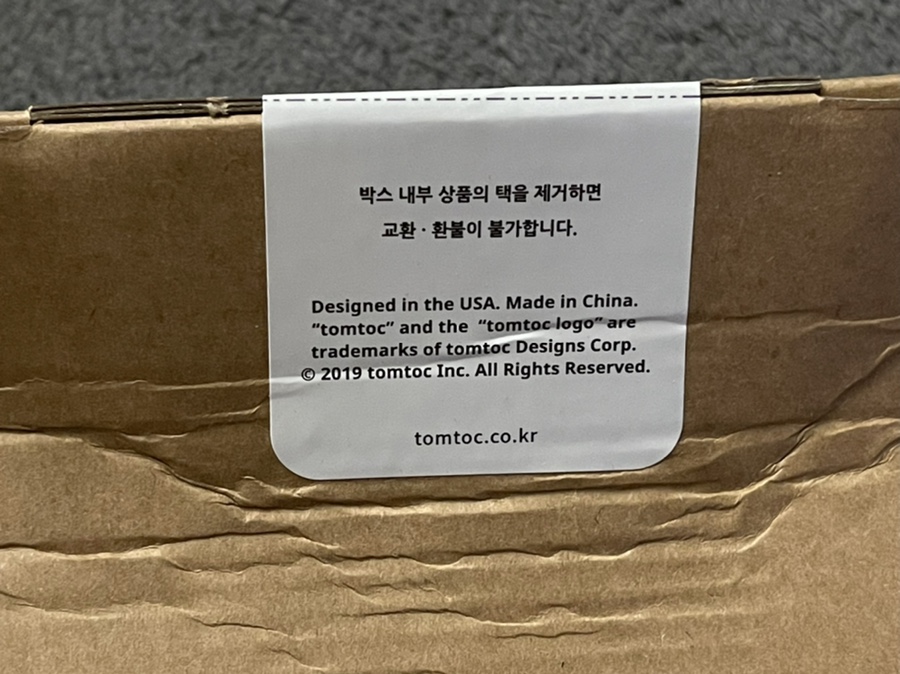 박스 내부 상품의 택을 제거하면
교환 · 환불이 불가합니다.
Designed in the USA. Made in China.
“tomtoc” and the “tomtoc logo” are
trademarks of tomtoc Designs Corp.
© 2019 tomtoc Inc. All Rights Reserved.
tomtoc.co.kr